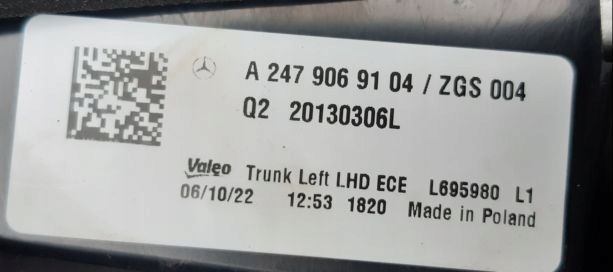 A 247 906 91 04 / ZGS 004
Q2 20130306L
Valeo Trunk Left LHD ECE L695980 L1
06/10/22 12:53 1820 Made in Poland